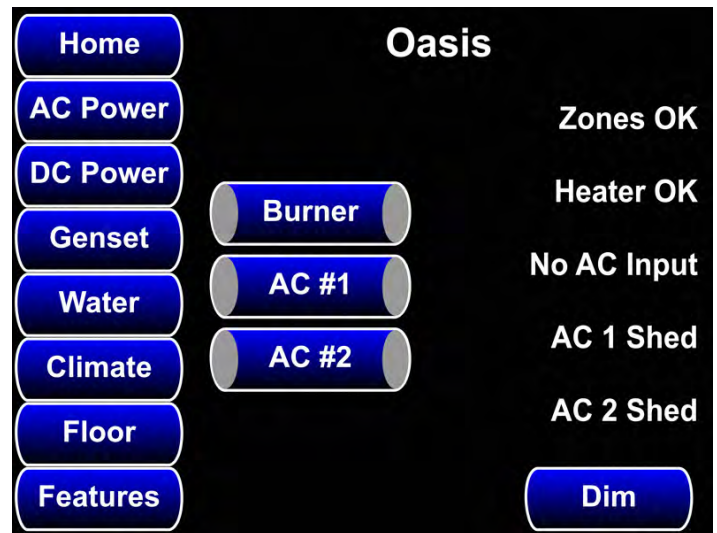 Oasis
Home
AC Power
DC Power
Genset
Water
Climate
Floor
Features
Burner
AC #1
AC #2
Zones OK
Heater OK
No AC Input
AC 1 Shed
AC 2 Shed
Dim